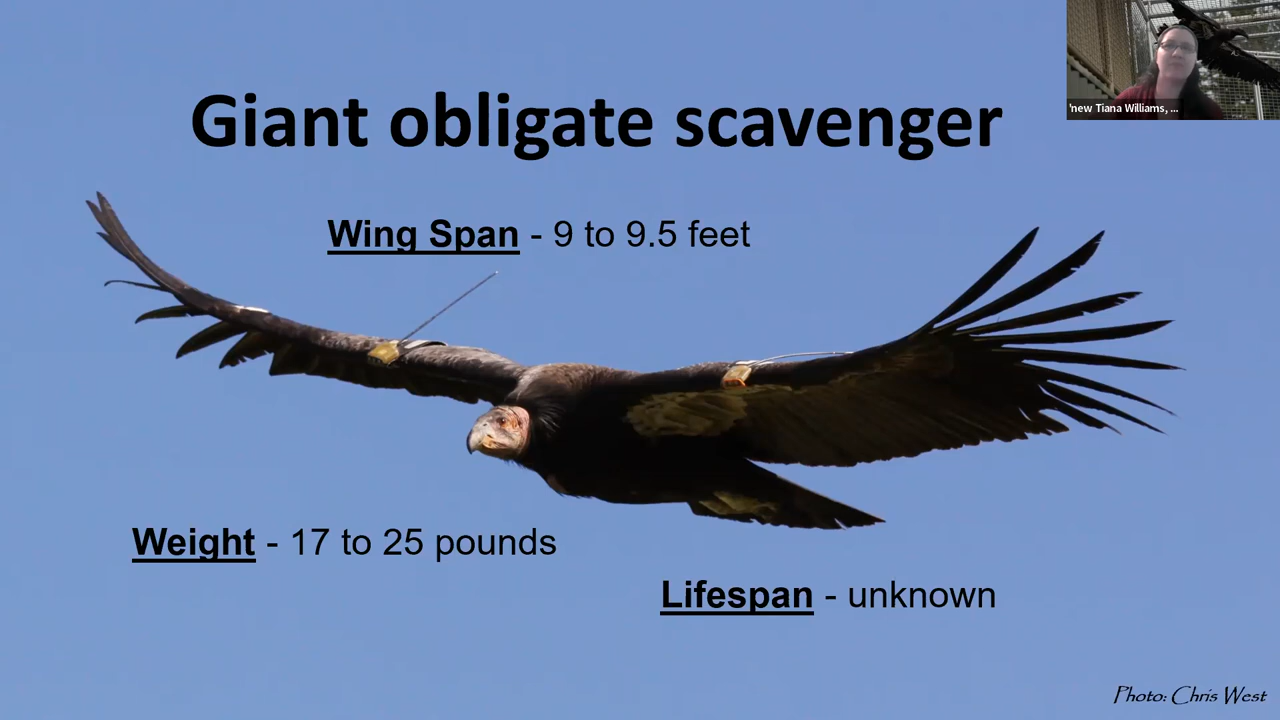 'new Tiana Williams, ...
Giant obligate scavenger
Wing Span - 9 to 9.5 feet
Weight - 17 to 25 pounds
Lifespan - unknown
Photo: Chris West